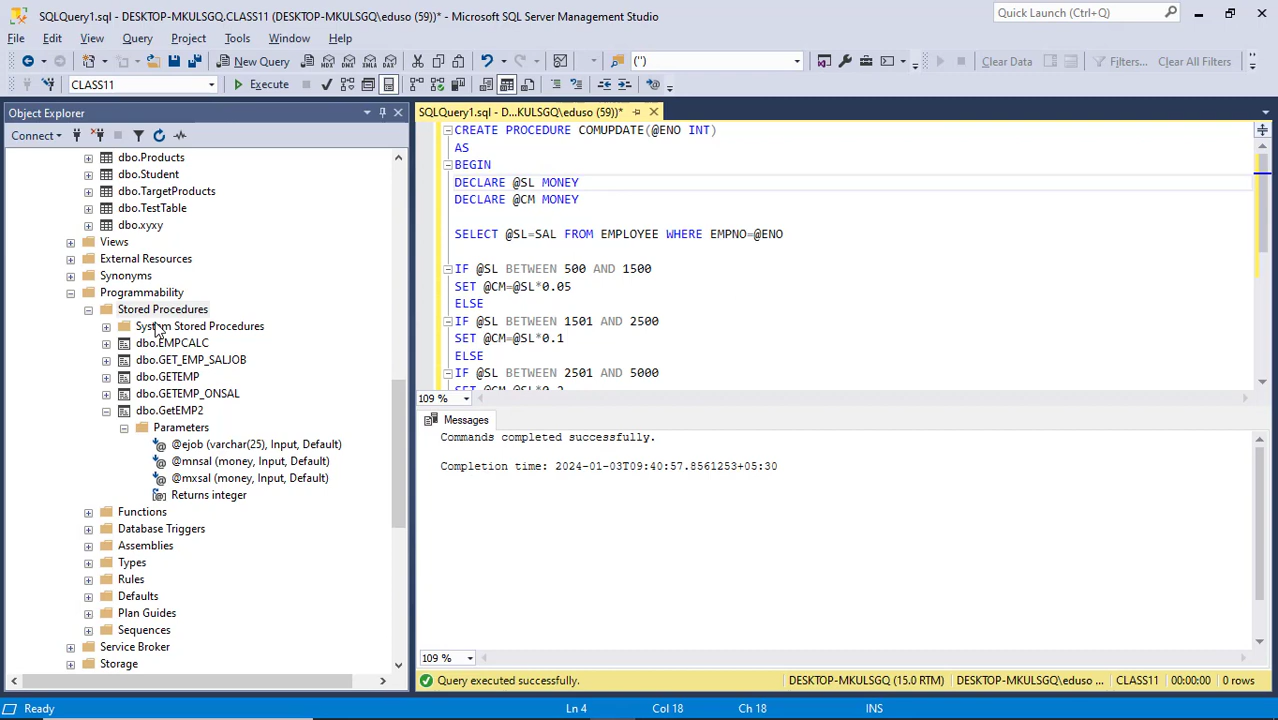 SQLQuery1.sql - DESKTOP-MKULSGQ.CLASS11 (DESKTOP-MKULSGQ\eduso (59))* - Microsoft SQL Server Management Studio
Quick Launch (Ctrl+Q)
File Edit View Query Project Tools Window Help
New Query
MDX DMX XMLA DAX
('')
Clear Data
Filters...
Clear All Filters
CLASS11
Execute
Object Explorer
SQLQuery1.sql - D...KULSGQ\eduso (59))*
Connect
dbo.Products
dbo.Student
dbo.TargetProducts
dbo.TestTable
dbo.xyxy
Views
External Resources
Synonyms
Programmability
Stored Procedures
System Stored Procedures
dbo.EMPCALC
dbo.GET_EMP_SALJOB
dbo.GETEMP
dbo.GETEMP_ONSAL
dbo.GetEMP2
Parameters
@ejob (varchar(25), Input, Default)
@mnsal (money, Input, Default)
@mxsal (money, Input, Default)
Returns integer
Functions
Database Triggers
Assemblies
Types
Rules
Defaults
Plan Guides
Sequences
Service Broker
Storage
CREATE PROCEDURE COMUPDATE(@ENO INT)
AS
BEGIN
DECLARE @SL MONEY
DECLARE @CM MONEY
SELECT @SL=SAL FROM EMPLOYEE WHERE EMPNO=@ENO
IF @SL BETWEEN 500 AND 1500
SET @CM=@SL*0.05
ELSE
IF @SL BETWEEN 1501 AND 2500
SET @CM=@SL*0.1
ELSE
IF @SL BETWEEN 2501 AND 5000
SET @CM=@SL*0.2
109 %
Messages
Commands completed successfully.
Completion time: 2024-01-03T09:40:57.8561253+05:30
109 %
Query executed successfully.
DESKTOP-MKULSGQ (15.0 RTM)
DESKTOP-MKULSGQ\eduso ...
CLASS11
00:00:00
0 rows
Ready
Ln 4
Col 18
Ch 18
INS